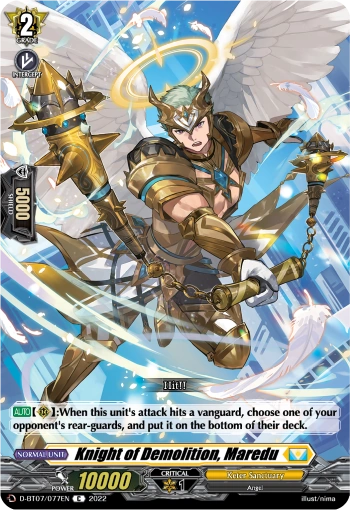 2
GRADE
INTERCEPT
5000
SHIELD
Hit!!
AUTO【RC】:When this unit's attack hits a vanguard, choose one of your
opponent's rear-guards, and put it on the bottom of their deck.
NORMAL UNIT
Knight of Demolition, Maredu
POWER 10000
CRITICAL
1
Keter Sanctuary
Angel
D-BT07/077EN C 2022
illust/nima